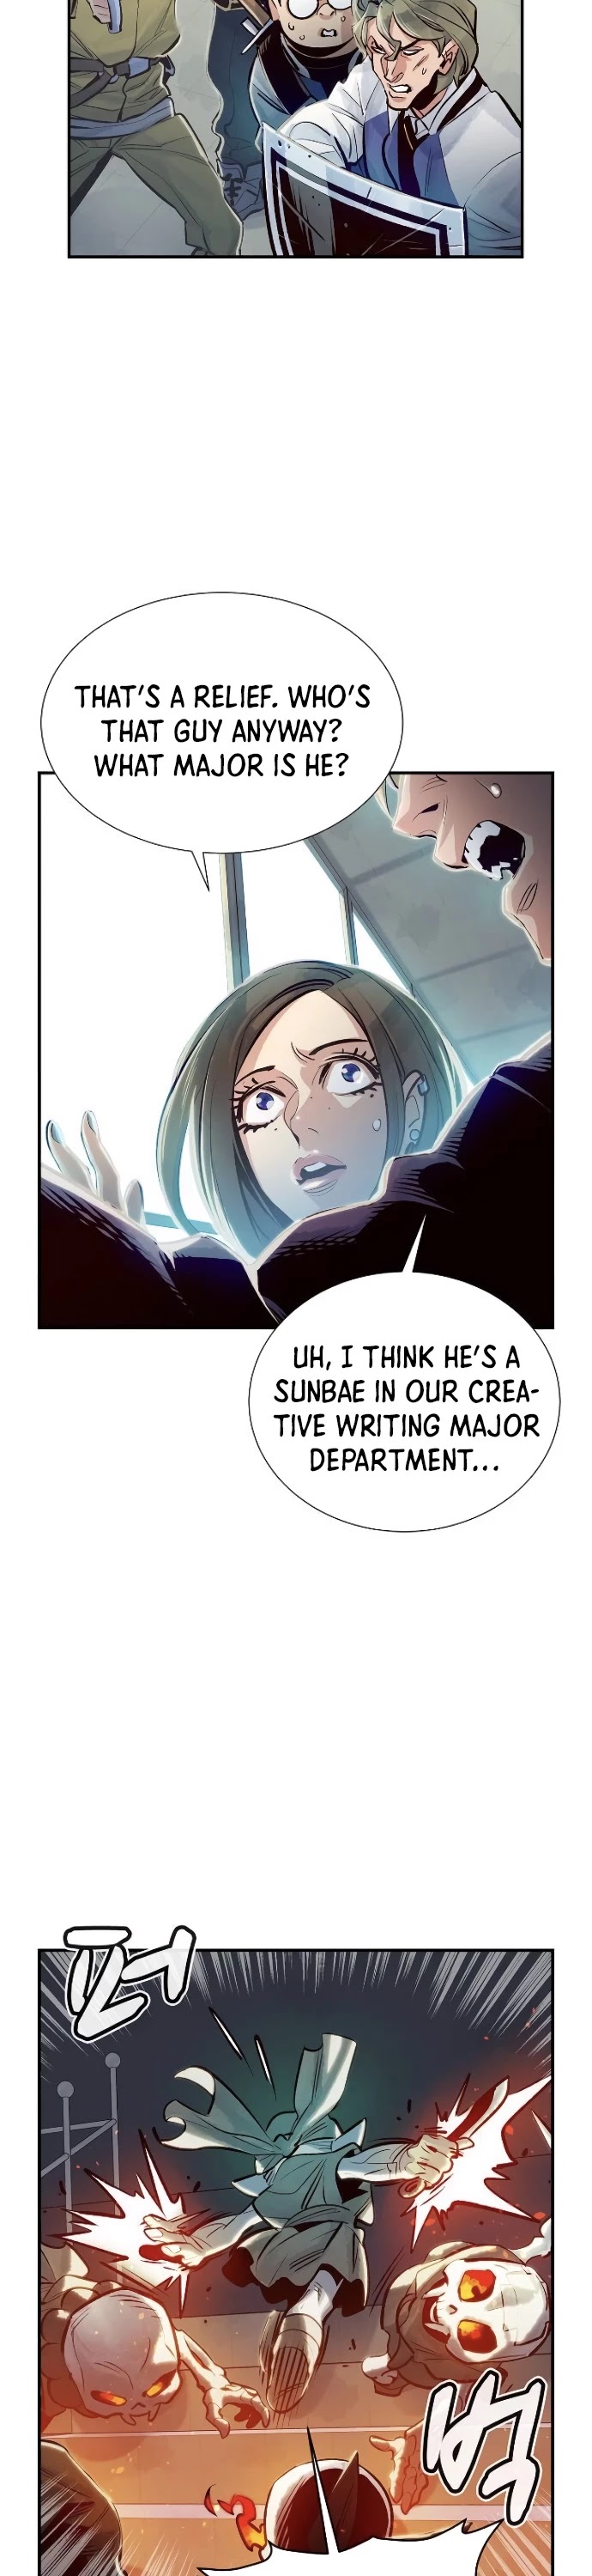 THAT'S A RELIEF. WHO'S
THAT GUY ANYWAY?
WHAT MAJOR IS HE?
UH, I THINK HE'S A
SUNBAE IN OUR CREA-
TIVE WRITING MAJOR
DEPARTMENT...
퍼
벅